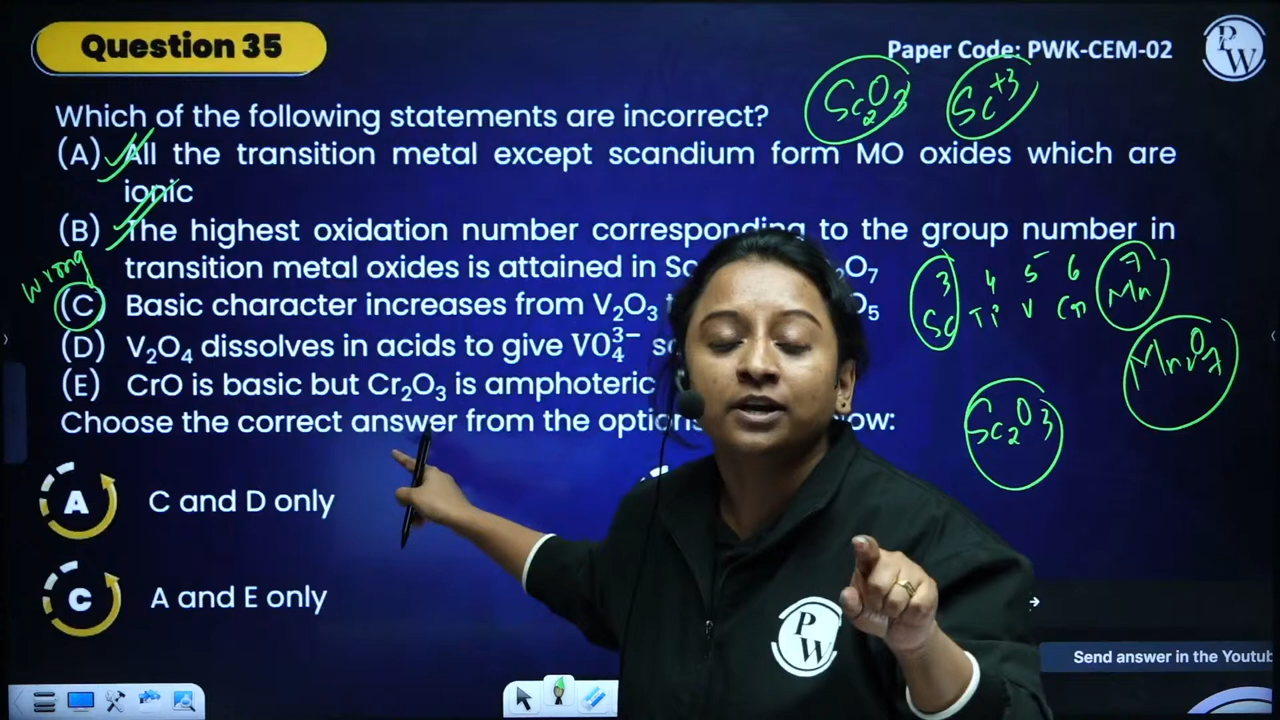 Question 35
Paper Code: PWK-CEM-02
PW
Which of the following statements are incorrect?
Sc₂O₃ Sc⁺³
(A) All the transition metal except scandium form MO oxides which are
ionic
(B) The highest oxidation number corresponding to the group number in
transition metal oxides is attained in Sc O₇
wrong
(C) Basic character increases from V₂O₃ t O₅
3 4 5 6 7
Sc Ti V Cr Mn
Mn₂O₇
(D) V₂O₄ dissolves in acids to give VO₄³⁻ s
(E) CrO is basic but Cr₂O₃ is amphoteric
Sc₂O₃
Choose the correct answer from the options ow:
A C and D only
C A and E only
PW
Send answer in the Youtub